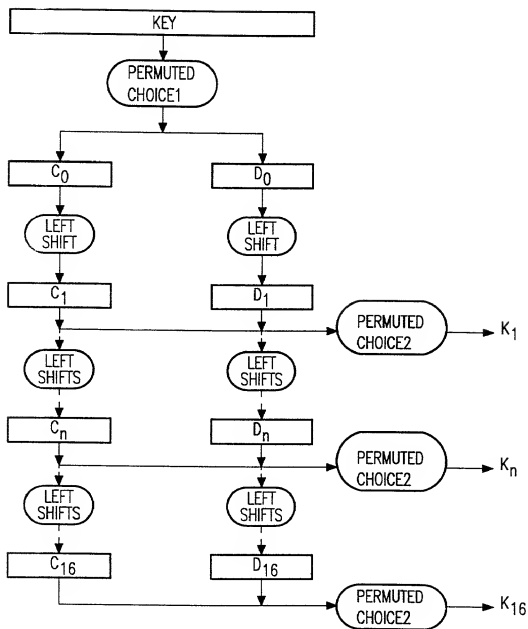 KEY
PERMUTED
CHOICE1
C0 D0
LEFT
SHIFT
LEFT
SHIFT
C1 D1
PERMUTED
CHOICE2
K1
LEFT
SHIFTS
LEFT
SHIFTS
Cn Dn
PERMUTED
CHOICE2
Kn
LEFT
SHIFTS
LEFT
SHIFTS
C16 D16
PERMUTED
CHOICE2
K16